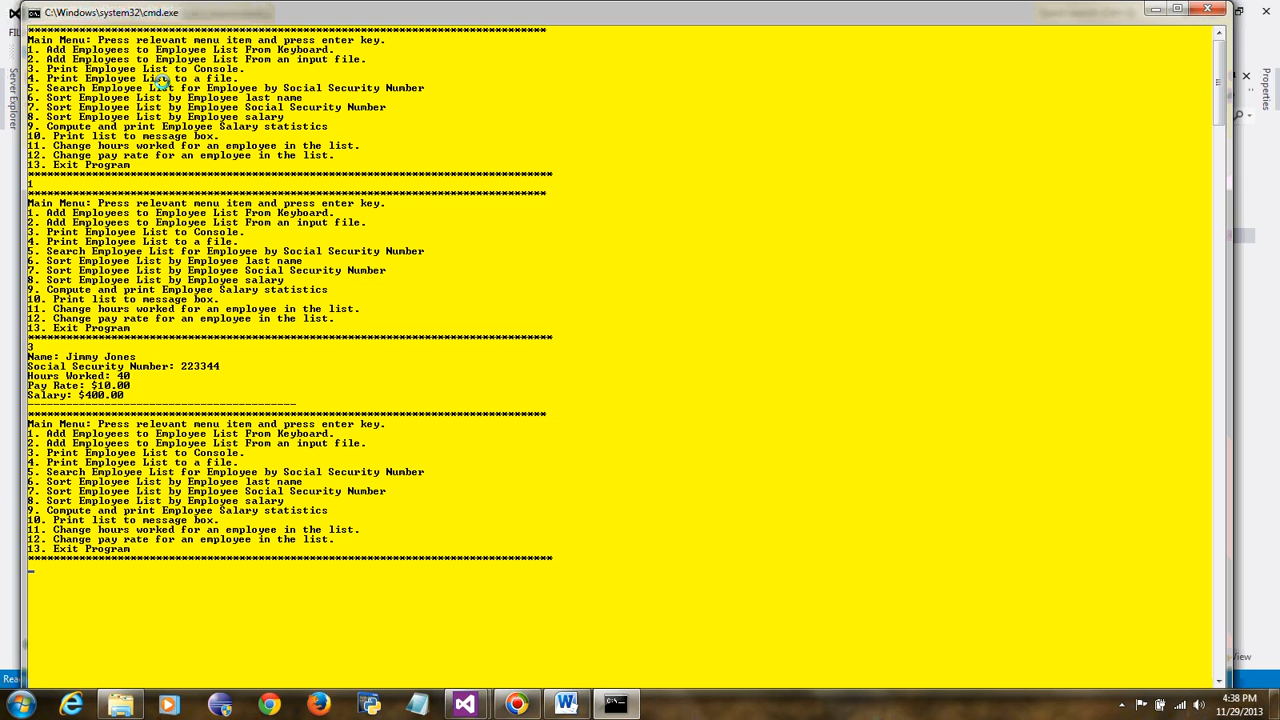 C:\Windows\system32\cmd.exe
******************************************************************************
Main Menu: Press relevant menu item and press enter key.
1. Add Employees to Employee List From Keyboard.
2. Add Employees to Employee List From an input file.
3. Print Employee List to Console.
4. Print Employee List to a file.
5. Search Employee List for Employee by Social Security Number
6. Sort Employee List by Employee last name
7. Sort Employee List by Employee Social Security Number
8. Sort Employee List by Employee salary
9. Compute and print Employee Salary statistics
10. Print list to message box.
11. Change hours worked for an employee in the list.
12. Change pay rate for an employee in the list.
13. Exit Program
******************************************************************************
1
******************************************************************************
Main Menu: Press relevant menu item and press enter key.
1. Add Employees to Employee List From Keyboard.
2. Add Employees to Employee List From an input file.
3. Print Employee List to Console.
4. Print Employee List to a file.
5. Search Employee List for Employee by Social Security Number
6. Sort Employee List by Employee last name
7. Sort Employee List by Employee Social Security Number
8. Sort Employee List by Employee salary
9. Compute and print Employee Salary statistics
10. Print list to message box.
11. Change hours worked for an employee in the list.
12. Change pay rate for an employee in the list.
13. Exit Program
******************************************************************************
3
Name: Jimmy Jones
Social Security Number: 223344
Hours Worked: 40
Pay Rate: $10.00
Salary: $400.00
------------------------------------------
******************************************************************************
Main Menu: Press relevant menu item and press enter key.
1. Add Employees to Employee List From Keyboard.
2. Add Employees to Employee List From an input file.
3. Print Employee List to Console.
4. Print Employee List to a file.
5. Search Employee List for Employee by Social Security Number
6. Sort Employee List by Employee last name
7. Sort Employee List by Employee Social Security Number
8. Sort Employee List by Employee salary
9. Compute and print Employee Salary statistics
10. Print list to message box.
11. Change hours worked for an employee in the list.
12. Change pay rate for an employee in the list.
13. Exit Program
******************************************************************************
Server Explorer
Properties
View
4:38 PM
11/29/2013